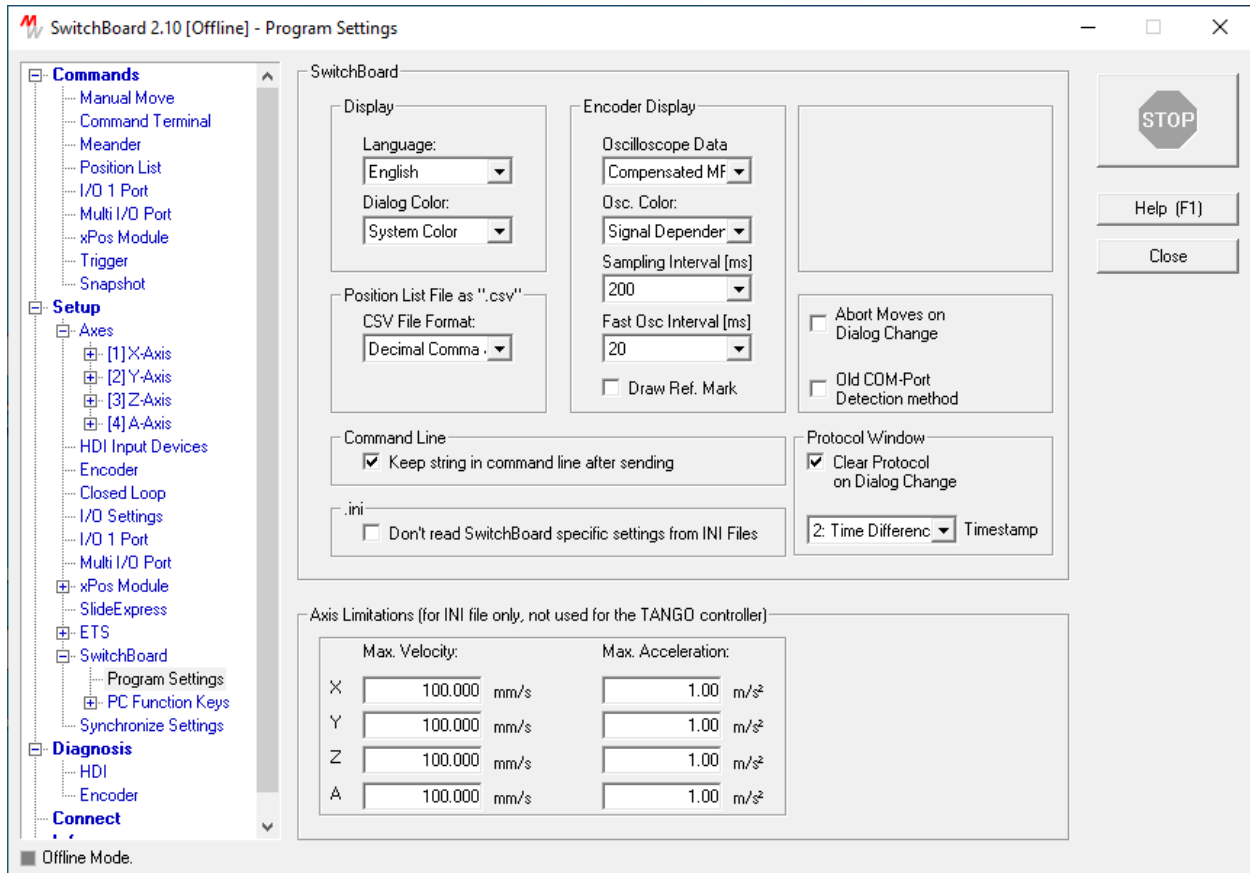 SwitchBoard 2.10 [Offline] - Program Settings
Commands
Manual Move
Command Terminal
Meander
Position List
I/O 1 Port
Multi I/O Port
xPos Module
Trigger
Snapshot
Setup
Axes
[1] X-Axis
[2] Y-Axis
[3] Z-Axis
[4] A-Axis
HDI Input Devices
Encoder
Closed Loop
I/O Settings
I/O 1 Port
Multi I/O Port
xPos Module
SlideExpress
ETS
SwitchBoard
Program Settings
PC Function Keys
Synchronize Settings
Diagnosis
HDI
Encoder
Connect
SwitchBoard
Display
Language:
English
Dialog Color:
System Color
Position List File as ".csv"
CSV File Format:
Decimal Comma
Encoder Display
Oscilloscope Data
Compensated MF
Osc. Color:
Signal Depender
Sampling Interval [ms]
200
Fast Osc Interval [ms]
20
Draw Ref. Mark
Abort Moves on
Dialog Change
Old COM-Port
Detection method
Command Line
Keep string in command line after sending
.ini
Don't read SwitchBoard specific settings from INI Files
Protocol Window
Clear Protocol
on Dialog Change
2: Time Differenc Timestamp
Axis Limitations (for INI file only, not used for the TANGO controller)
Max. Velocity: Max. Acceleration:
X 100.000 mm/s 1.00 m/s²
Y 100.000 mm/s 1.00 m/s²
Z 100.000 mm/s 1.00 m/s²
A 100.000 mm/s 1.00 m/s²
STOP
Help (F1)
Close
Offline Mode.